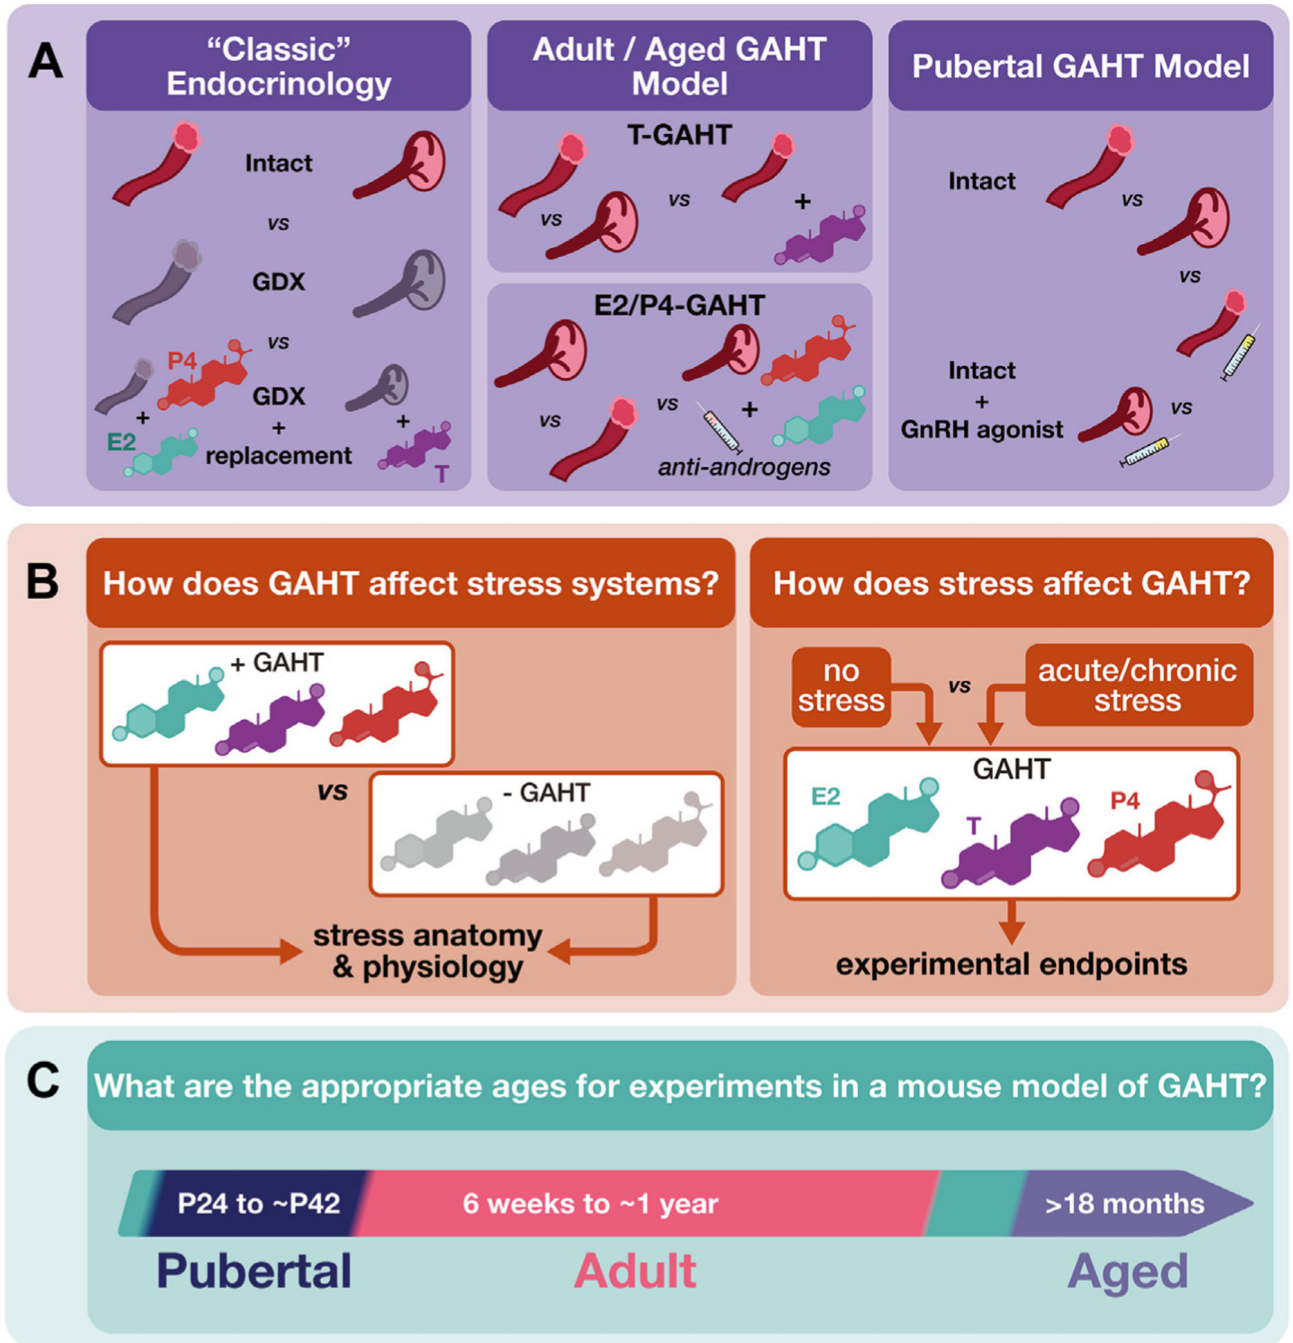 A
“Classic”
Endocrinology
Intact
vs
GDX
vs
P4
GDX
+
+
+
E2
replacement
T
Adult / Aged GAHT
Model
T-GAHT
vs
vs
+
E2/P4-GAHT
vs
vs
+
anti-androgens
Pubertal GAHT Model
Intact
vs
vs
Intact
+
GnRH agonist
vs
B
How does GAHT affect stress systems?
+ GAHT
vs
- GAHT
stress anatomy
& physiology
How does stress affect GAHT?
no
stress
vs
acute/chronic
stress
GAHT
E2
T
P4
experimental endpoints
C
What are the appropriate ages for experiments in a mouse model of GAHT?
P24 to ~P42
6 weeks to ~1 year
>18 months
Pubertal
Adult
Aged